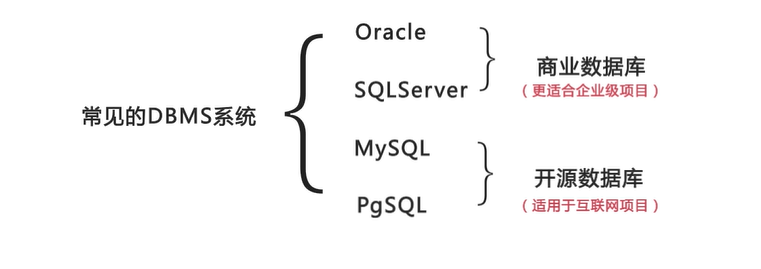 常见的DBMS系统
Oracle
SQLServer
MySQL
PgSQL
商业数据库
（更适合企业级项目）
开源数据库
（适用于互联网项目）